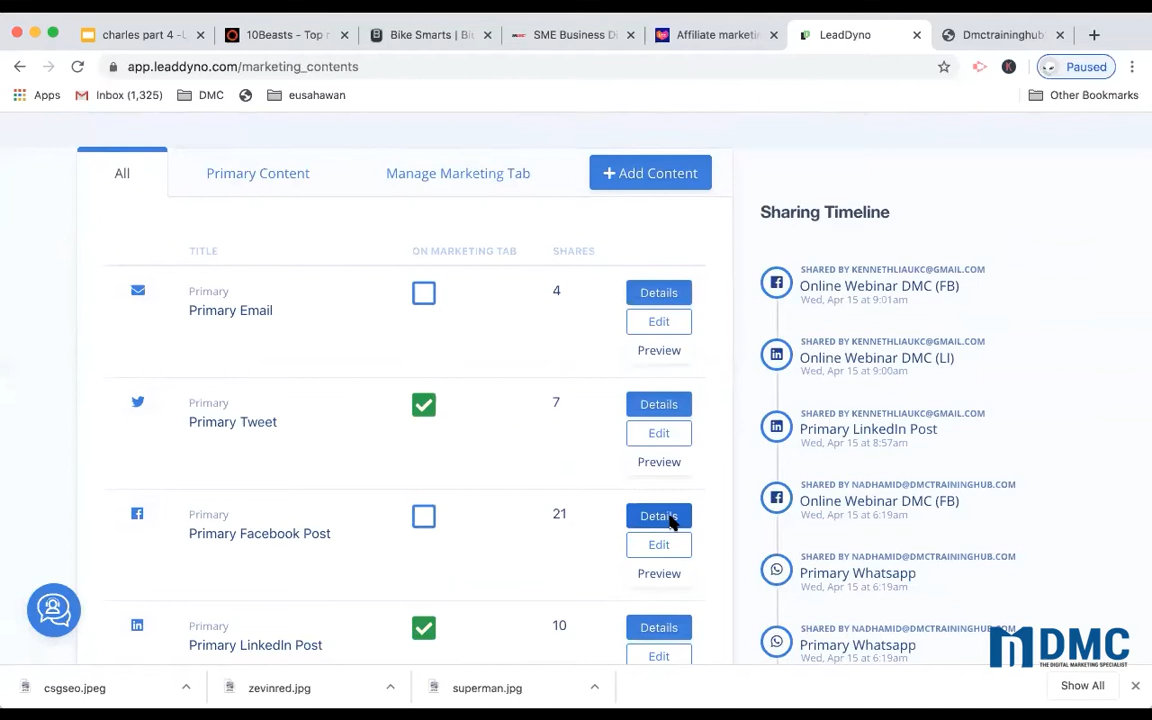 charles part 4 -
10Beasts - Top r
Bike Smarts | Bi
SME Business Di
Affiliate marketi
LeadDyno
Dmctraininghub
app.leaddyno.com/marketing_contents
Paused
Apps
Inbox (1,325)
DMC
eusahawan
Other Bookmarks
All
Primary Content
Manage Marketing Tab
+ Add Content
TITLE
ON MARKETING TAB
SHARES
Primary
Primary Email
4
Details
Edit
Preview
Primary
Primary Tweet
7
Details
Edit
Preview
Primary
Primary Facebook Post
21
Details
Edit
Preview
Primary
Primary LinkedIn Post
10
Details
Edit
Sharing Timeline
SHARED BY KENNETHLIAUKC@GMAIL.COM
Online Webinar DMC (FB)
Wed, Apr 15 at 9:01am
SHARED BY KENNETHLIAUKC@GMAIL.COM
Online Webinar DMC (LI)
Wed, Apr 15 at 9:00am
SHARED BY KENNETHLIAUKC@GMAIL.COM
Primary LinkedIn Post
Wed, Apr 15 at 8:57am
SHARED BY NADHAMID@DMCTRAININGHUB.COM
Online Webinar DMC (FB)
Wed, Apr 15 at 6:19am
SHARED BY NADHAMID@DMCTRAININGHUB.COM
Primary Whatsapp
Wed, Apr 15 at 6:19am
SHARED BY NADHAMID@DMCTRAININGHUB.COM
Primary Whatsapp
Wed, Apr 15 at 6:19am
DMC
THE DIGITAL MARKETING SPECIALIST
csgseo.jpeg
zevinred.jpg
superman.jpg
Show All